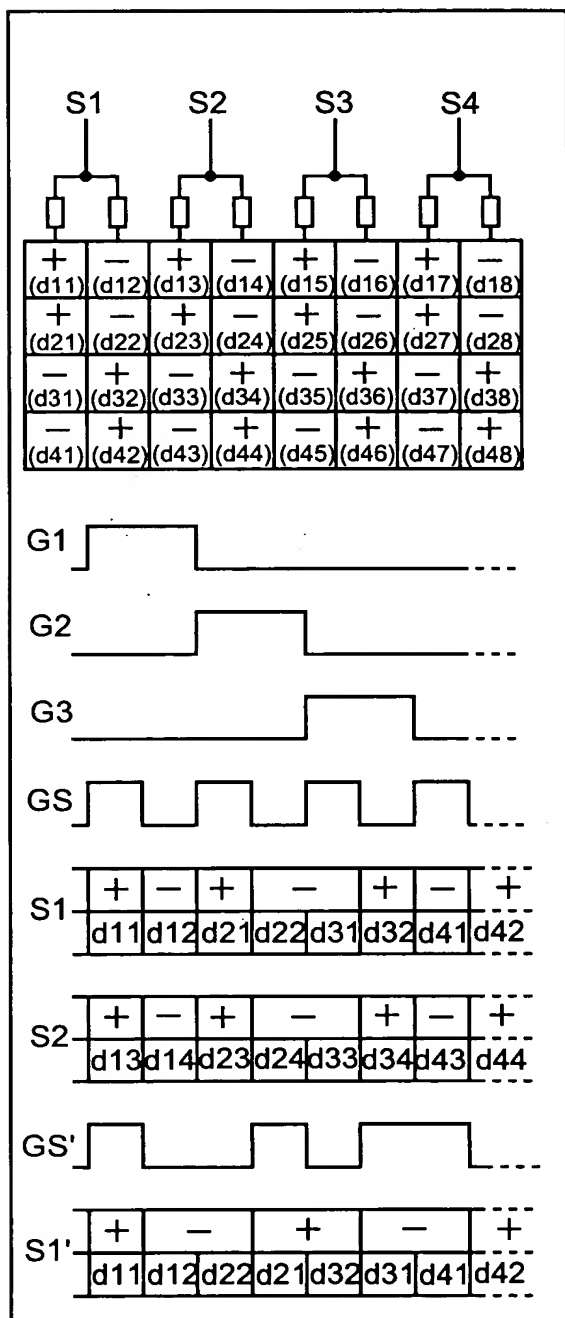 S1 S2 S3 S4
+ − + − + − + −
(d11) (d12) (d13) (d14) (d15) (d16) (d17) (d18)
+ − + − + − + −
(d21) (d22) (d23) (d24) (d25) (d26) (d27) (d28)
− + − + − + − +
(d31) (d32) (d33) (d34) (d35) (d36) (d37) (d38)
− + − + − + − +
(d41) (d42) (d43) (d44) (d45) (d46) (d47) (d48)
G1
G2
G3
GS
+ − + − + − +
S1
d11 d12 d21 d22 d31 d32 d41 d42
+ − + − + − +
S2
d13 d14 d23 d24 d33 d34 d43 d44
GS'
+ − + − +
S1'
d11 d12 d22 d21 d32 d31 d41 d42